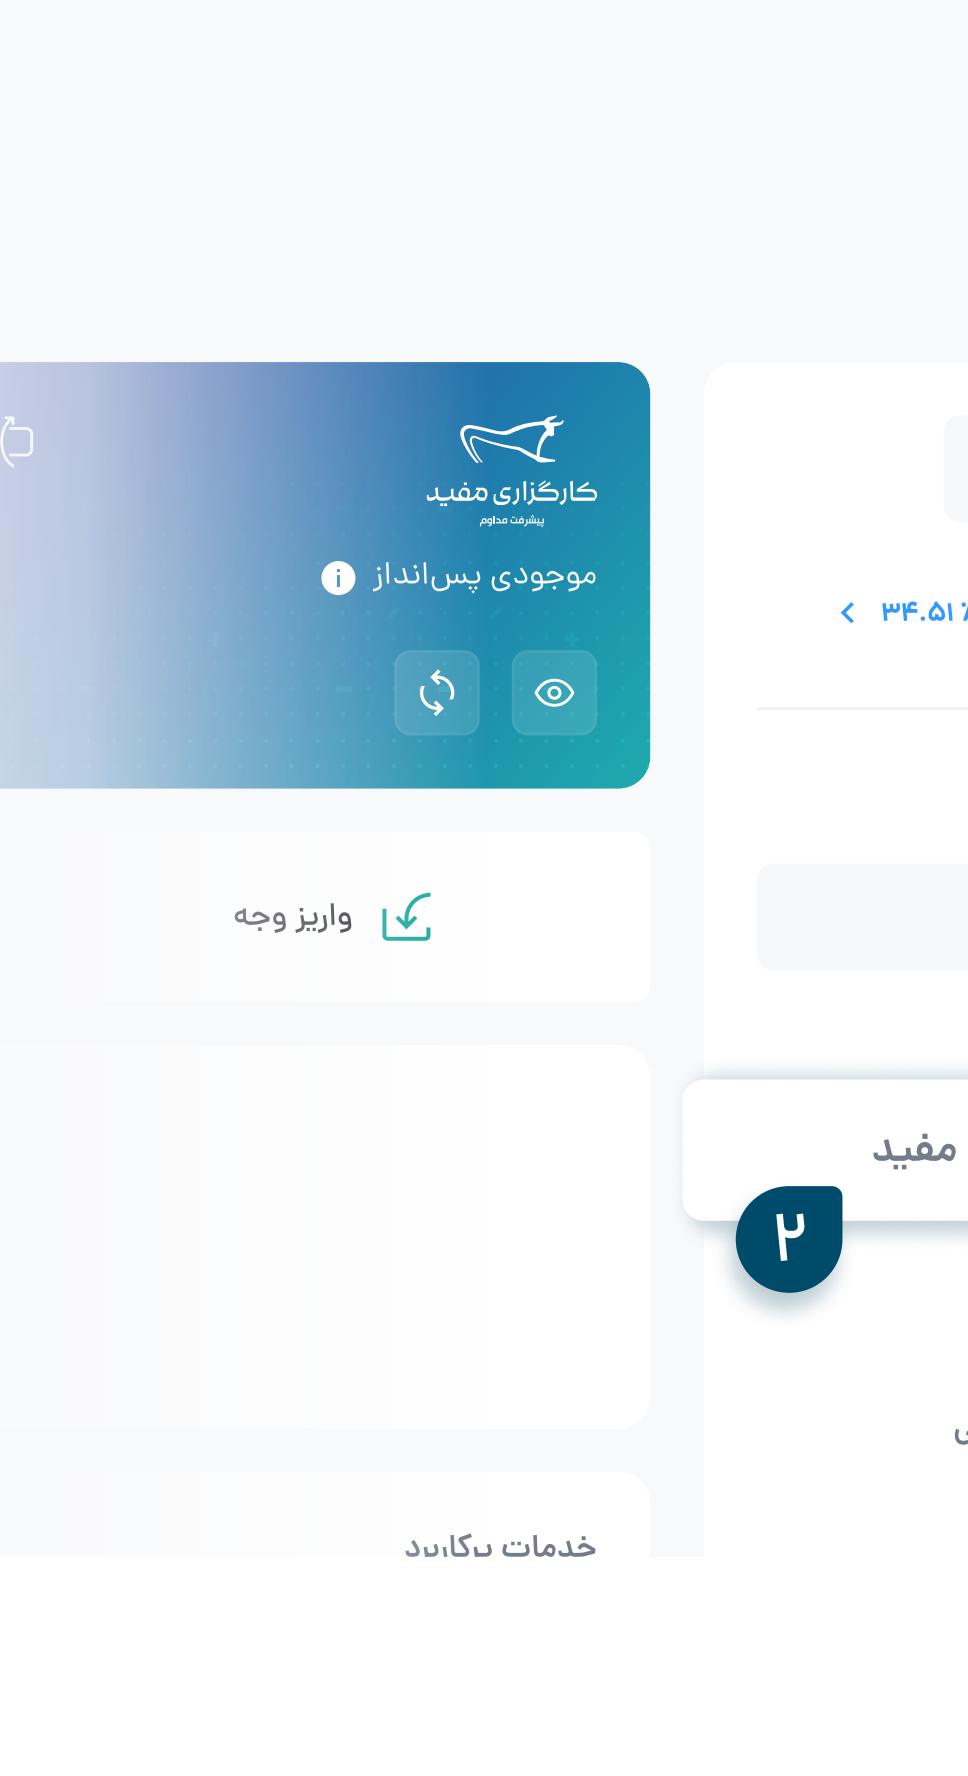 کارگزاری مفید
پیشرفت مداوم
موجودی پس‌انداز
۳۴.۵۱ ٪
واریز وجه
مفید
۲
خدمات پرکاربرد